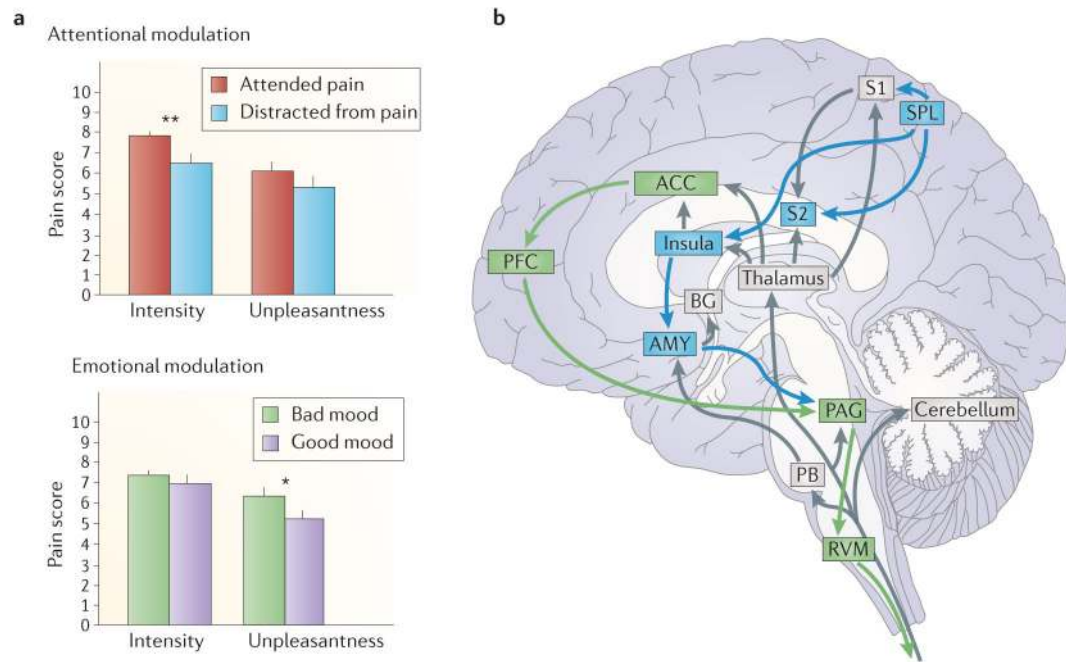 a
Attentional modulation
Pain score
10
9
8
7
6
5
4
3
2
1
0
**
Attended pain
Distracted from pain
Intensity
Unpleasantness
Emotional modulation
Pain score
10
9
8
7
6
5
4
3
2
1
0
Bad mood
Good mood
*
Intensity
Unpleasantness
b
S1
SPL
ACC
S2
Insula
PFC
Thalamus
BG
AMY
PAG
Cerebellum
PB
RVM